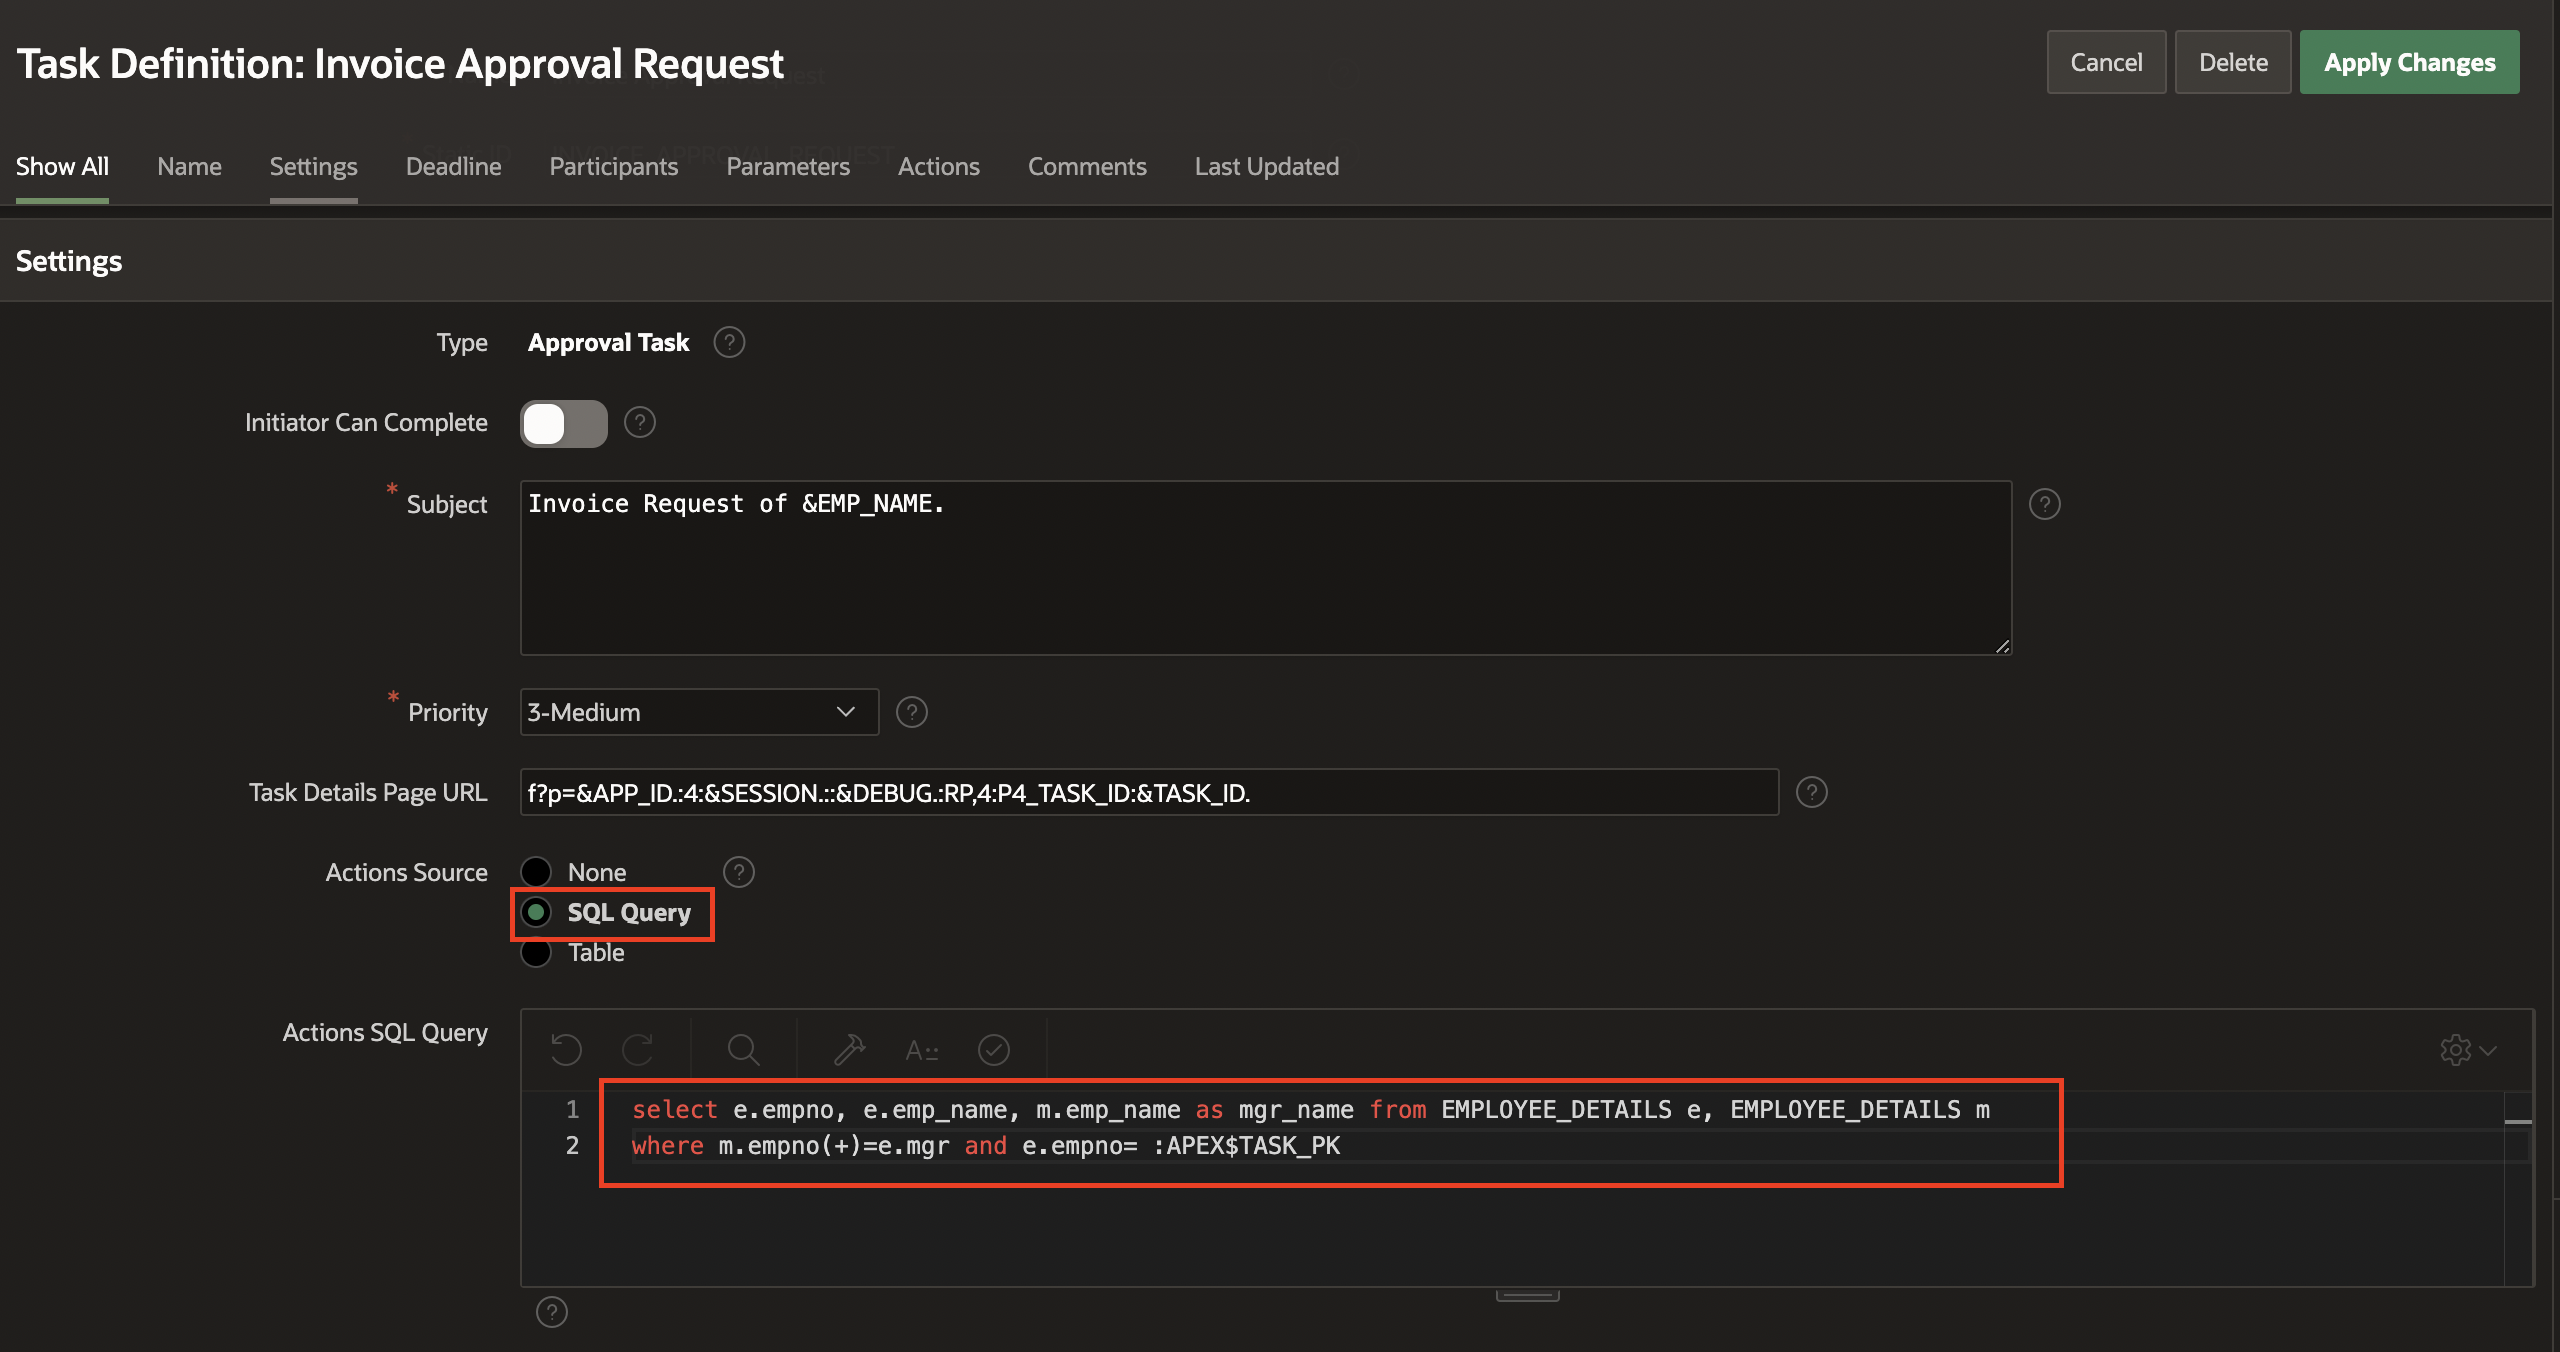 Task Definition: Invoice Approval Request
Cancel
Delete
Apply Changes
Show All
Name
Settings
Deadline
Participants
Parameters
Actions
Comments
Last Updated
Settings
Type
Approval Task
?
Initiator Can Complete
?
* Subject
Invoice Request of &EMP_NAME.
?
* Priority
3-Medium
?
Task Details Page URL
f?p=&APP_ID.:4:&SESSION.::&DEBUG.:RP,4:P4_TASK_ID:&TASK_ID.
?
Actions Source
None
?
SQL Query
Table
Actions SQL Query
A
1 select e.empno, e.emp_name, m.emp_name as mgr_name from EMPLOYEE_DETAILS e, EMPLOYEE_DETAILS m
2 where m.empno(+)=e.mgr and e.empno= :APEX$TASK_PK
?